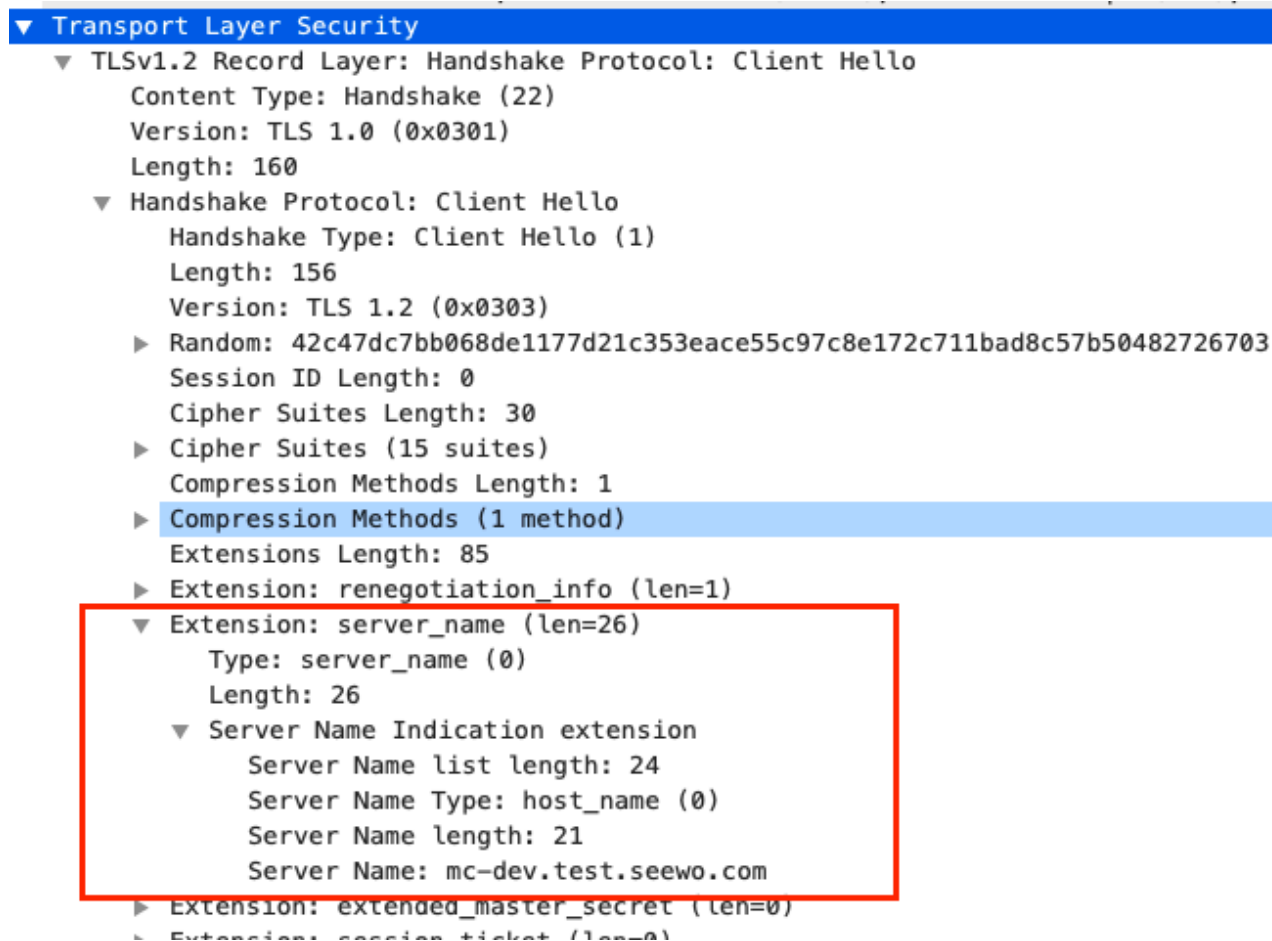 Transport Layer Security
TLSv1.2 Record Layer: Handshake Protocol: Client Hello
Content Type: Handshake (22)
Version: TLS 1.0 (0x0301)
Length: 160
Handshake Protocol: Client Hello
Handshake Type: Client Hello (1)
Length: 156
Version: TLS 1.2 (0x0303)
Random: 42c47dc7bb068de1177d21c353eace55c97c8e172c711bad8c57b50482726703
Session ID Length: 0
Cipher Suites Length: 30
Cipher Suites (15 suites)
Compression Methods Length: 1
Compression Methods (1 method)
Extensions Length: 85
Extension: renegotiation_info (len=1)
Extension: server_name (len=26)
Type: server_name (0)
Length: 26
Server Name Indication extension
Server Name list length: 24
Server Name Type: host_name (0)
Server Name length: 21
Server Name: mc-dev.test.seewo.com
Extension: extended_master_secret (len=0)
Extension: session_ticket (len=0)